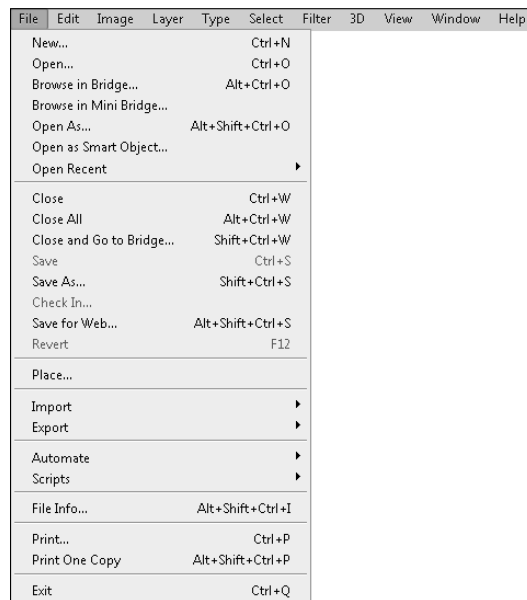 File Edit Image Layer Type Select Filter 3D View Window Help
New... Ctrl+N
Open... Ctrl+O
Browse in Bridge... Alt+Ctrl+O
Browse in Mini Bridge...
Open As... Alt+Shift+Ctrl+O
Open as Smart Object...
Open Recent
Close Ctrl+W
Close All Alt+Ctrl+W
Close and Go to Bridge... Shift+Ctrl+W
Save Ctrl+S
Save As... Shift+Ctrl+S
Check In...
Save for Web... Alt+Shift+Ctrl+S
Revert F12
Place...
Import
Export
Automate
Scripts
File Info... Alt+Shift+Ctrl+I
Print... Ctrl+P
Print One Copy Alt+Shift+Ctrl+P
Exit Ctrl+Q